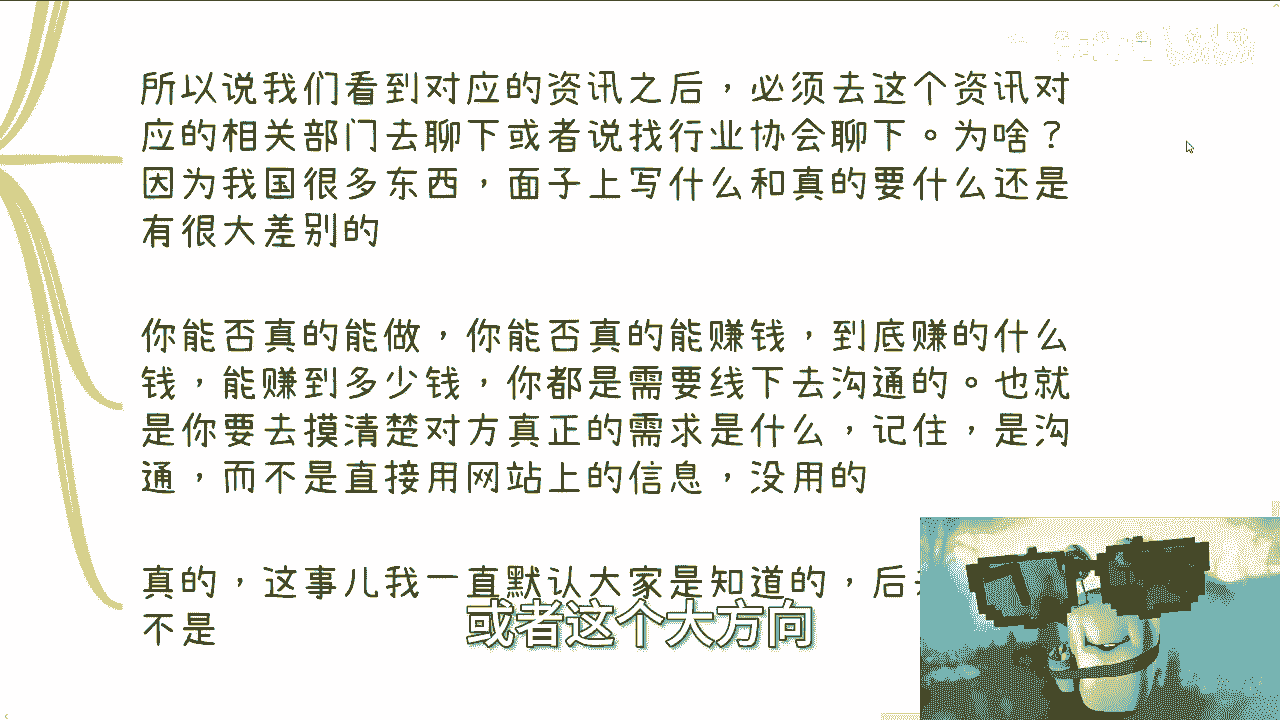 所以说我们看到对应的资讯之后，必须去这个资讯对
应的相关部门去聊下或者说找行业协会聊下。为啥？
因为我国很多东西，面子上写什么和真的要什么还是
有很大差别的
你能否真的能做，你能否真的能赚钱，到底赚的什么
钱，能赚到多少钱，你都是需要线下去沟通的。也就
是你要去摸清楚对方真正的需求是什么，记住，是沟
通，而不是直接用网站上的信息，没用的
真的，这事儿我一直默认大家是知道的，后
不是
或者这个大方向